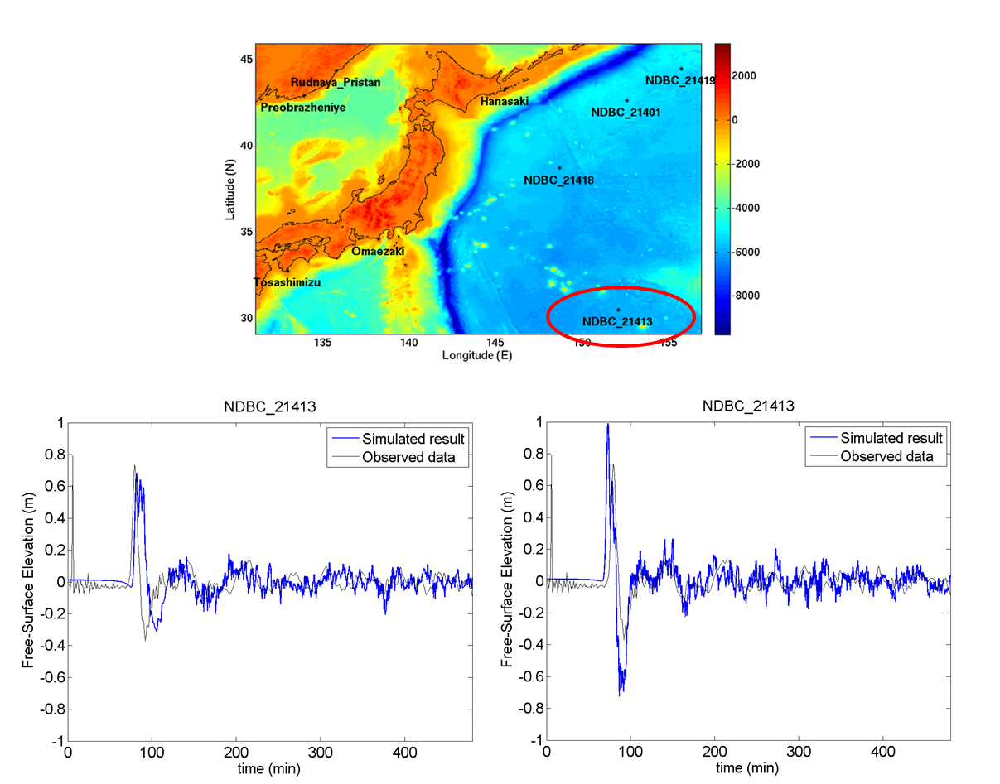 45
40
35
30
Latitude (N)
135
140
145
150
155
Longitude (E)
Rudnaya_Pristan
Preobrazheniye
Hanasaki
NDBC_21419
NDBC_21401
NDBC_21418
Omaezaki
Tosashimizu
NDBC_21413
2000
0
-2000
-4000
-6000
-8000
NDBC_21413
Simulated result
Observed data
1
0.8
0.6
0.4
0.2
0
-0.2
-0.4
-0.6
-0.8
-1
Free-Surface Elevation (m)
0
100
200
300
400
time (min)
NDBC_21413
Simulated result
Observed data
1
0.8
0.6
0.4
0.2
0
-0.2
-0.4
-0.6
-0.8
-1
Free-Surface Elevation (m)
0
100
200
300
400
time (min)